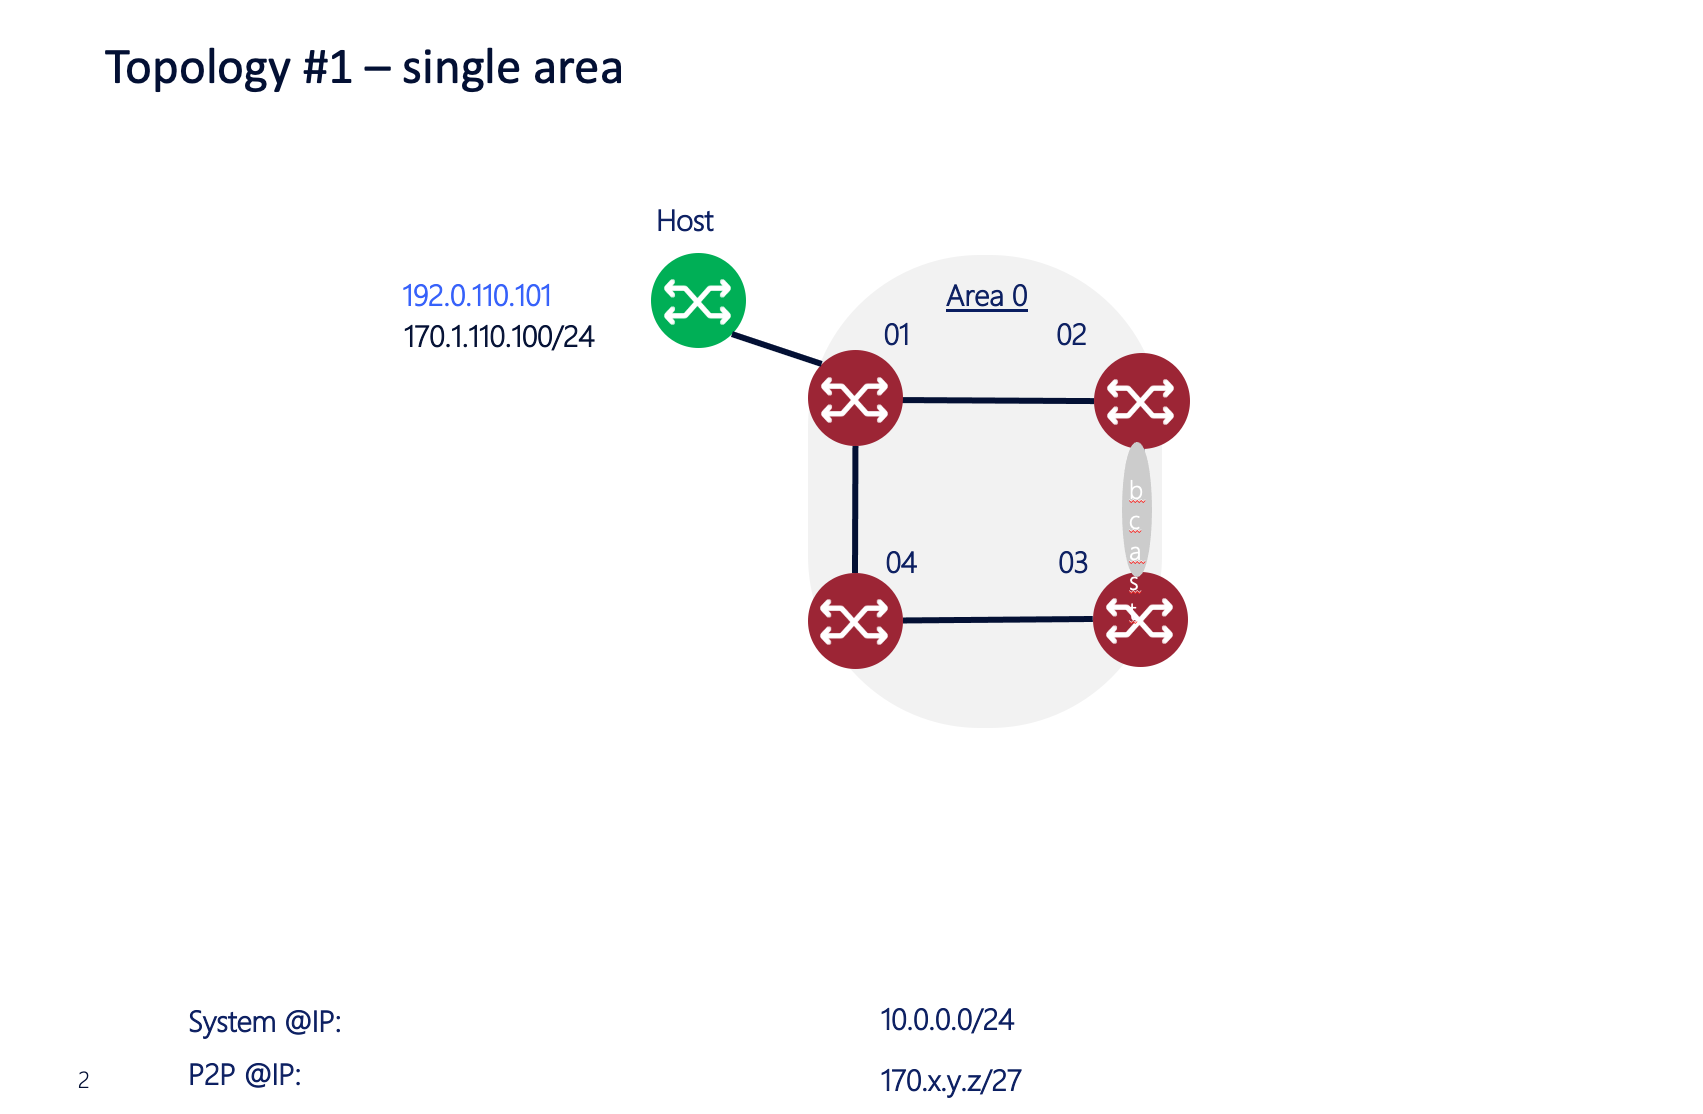 Topology #1 – single area
Host
192.0.110.101
170.1.110.100/24
Area 0
01
02
b
c
a
s
t
04
03
System @IP:
10.0.0.0/24
P2P @IP:
170.x.y.z/27
2